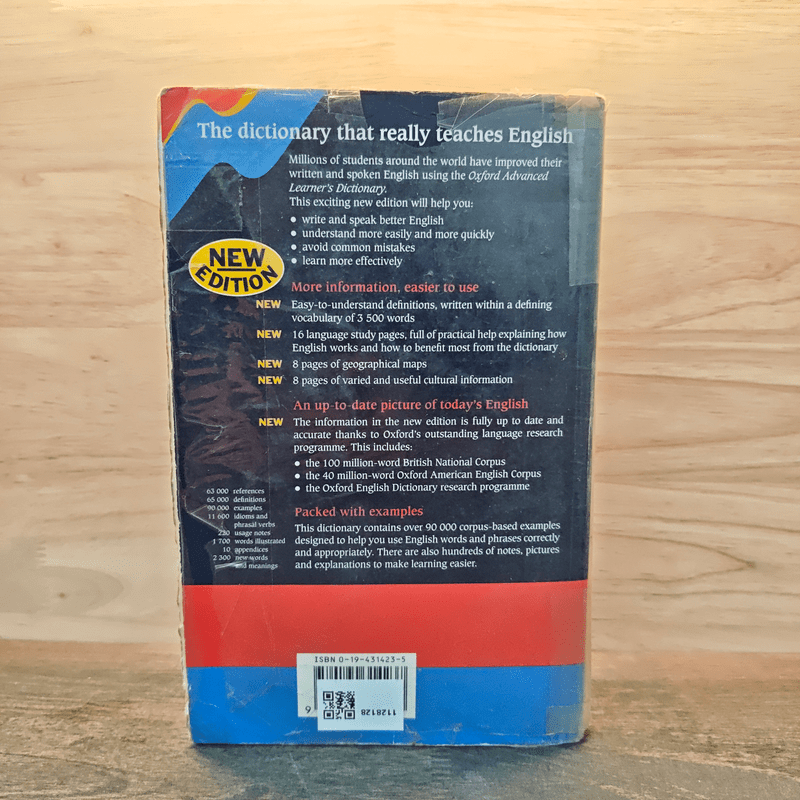 The dictionary that really teaches English
Millions of students around the world have improved their
written and spoken English using the Oxford Advanced
Learner's Dictionary.
This exciting new edition will help you:
• write and speak better English
• understand more easily and more quickly
• avoid common mistakes
• learn more effectively
NEW
EDITION
More information, easier to use
NEW Easy-to-understand definitions, written within a defining
vocabulary of 3 500 words
NEW 16 language study pages, full of practical help explaining how
English works and how to benefit most from the dictionary
NEW 8 pages of geographical maps
NEW 8 pages of varied and useful cultural information
An up-to-date picture of today's English
NEW The information in the new edition is fully up to date and
accurate thanks to Oxford's outstanding language research
programme. This includes:
• the 100 million-word British National Corpus
• the 40 million-word Oxford American English Corpus
• the Oxford English Dictionary research programme
63 000 references
65 000 definitions
90 000 examples
11 600 idioms and
phrasal verbs
220 usage notes
1 700 words illustrated
10 appendices
2 300 new words
and meanings
Packed with examples
This dictionary contains over 90 000 corpus-based examples
designed to help you use English words and phrases correctly
and appropriately. There are also hundreds of notes, pictures
and explanations to make learning easier.
ISBN 0-19-431423-5
9
1128128